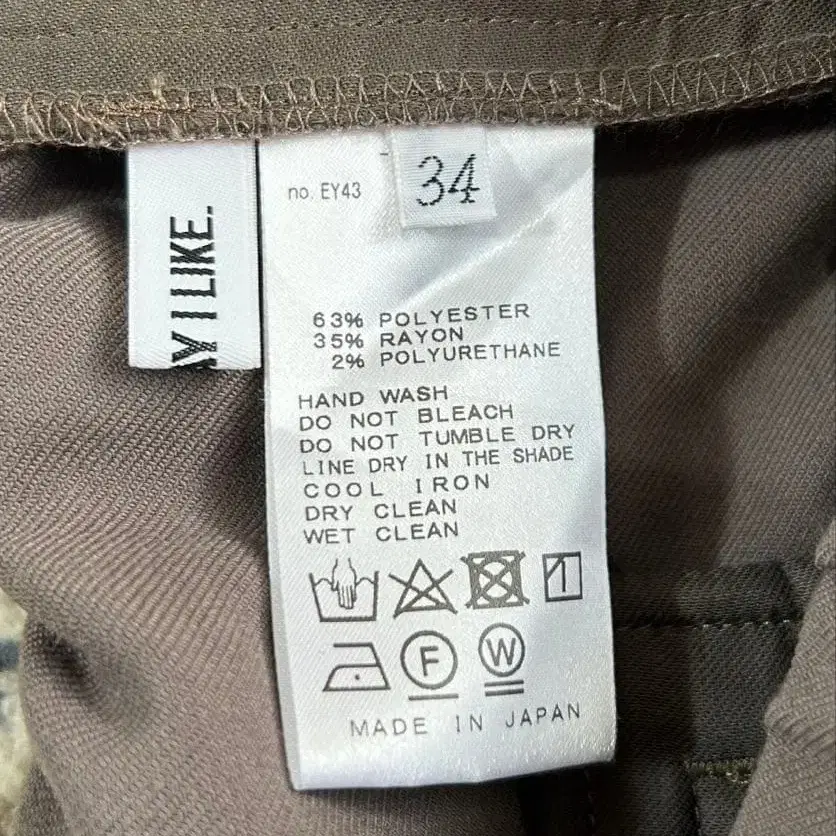 34
no. EY43
Y I LIKE.
63% POLYESTER
35% RAYON
2% POLYURETHANE
HAND WASH
DO NOT BLEACH
DO NOT TUMBLE DRY
LINE DRY IN THE SHADE
COOL IRON
DRY CLEAN
WET CLEAN
F
W
MADE IN JAPAN